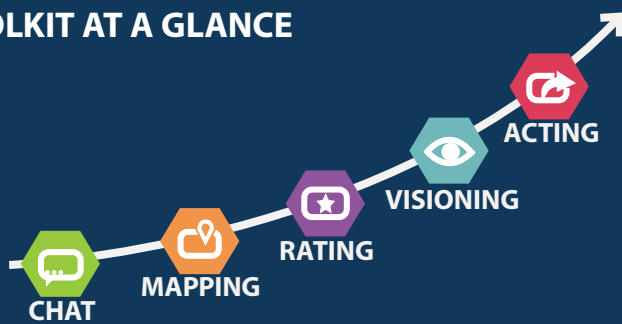 OLKIT AT A GLANCE
ACTING
VISIONING
RATING
MAPPING
CHAT